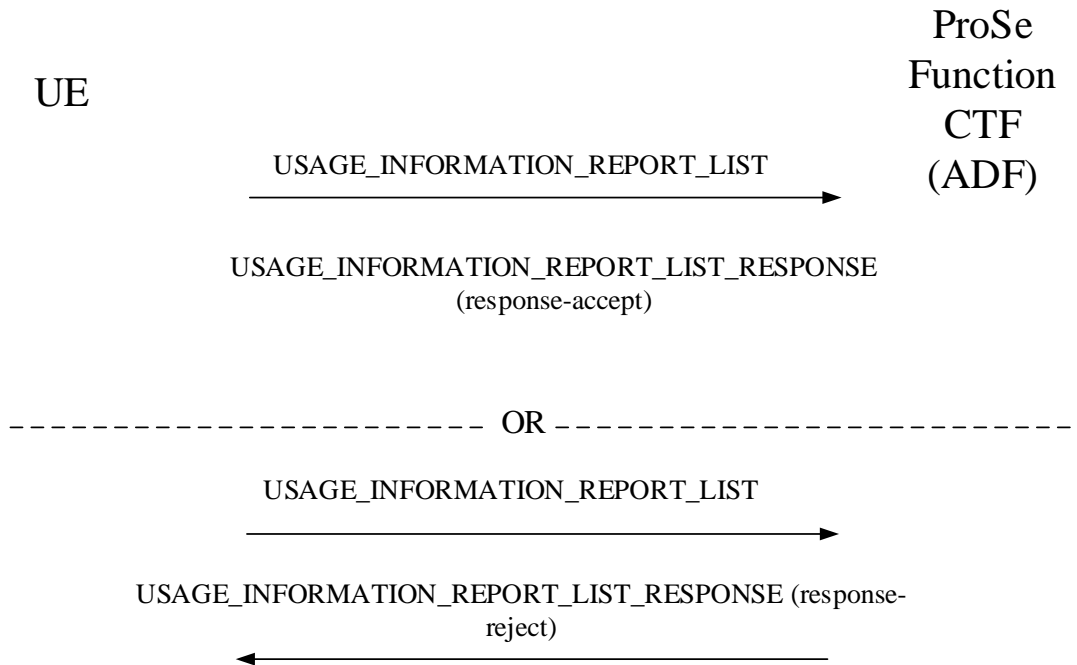 ProSe
Function
CTF
(ADF)
UE
USAGE_INFORMATION_REPORT_LIST
USAGE_INFORMATION_REPORT_LIST_RESPONSE
(response-accept)
OR
USAGE_INFORMATION_REPORT_LIST
USAGE_INFORMATION_REPORT_LIST_RESPONSE (response-
reject)